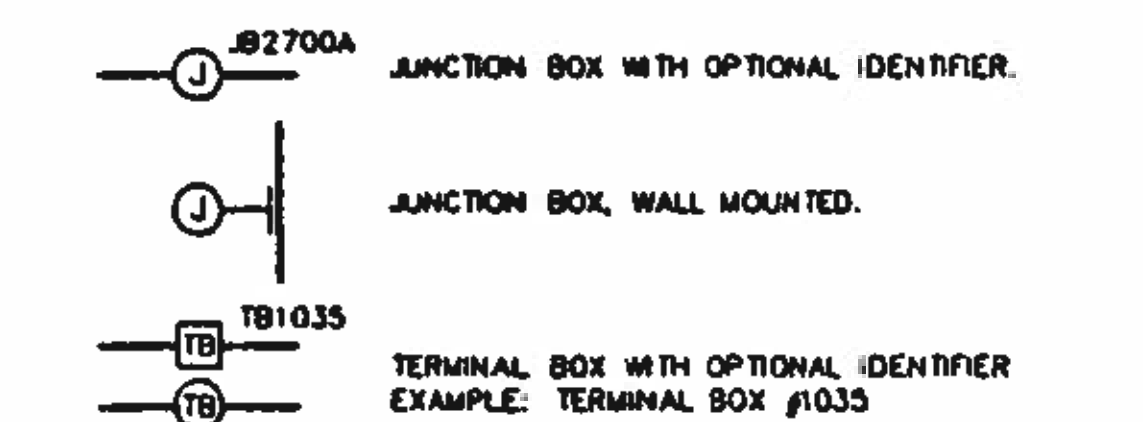 JB2700A
J JUNCTION BOX WITH OPTIONAL IDENTIFIER.
J JUNCTION BOX, WALL MOUNTED.
TB1035
TB
TERMINAL BOX WITH OPTIONAL IDENTIFIER
TB EXAMPLE: TERMINAL BOX #1035